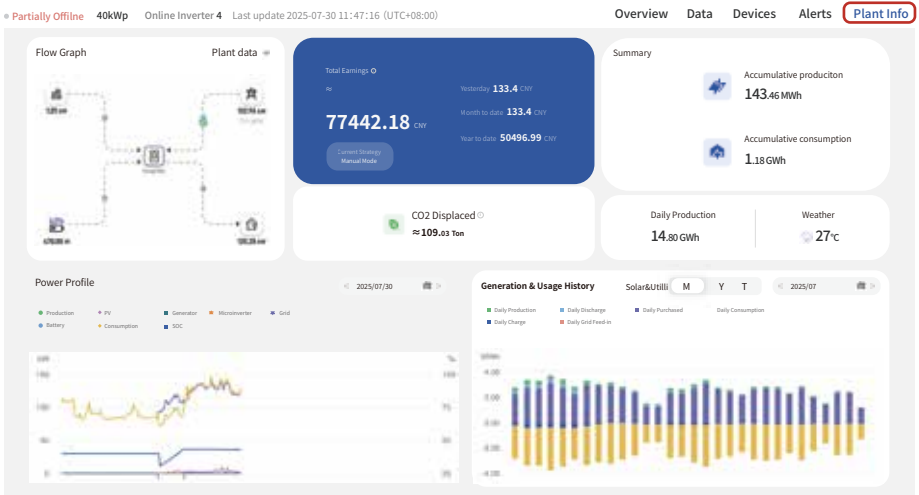 Partially Offilne 40kWp Online Inverter 4 Last update 2025-07-30 11:47:16 (UTC+08:00)
Overview Data Devices Alerts Plant Info
Flow Graph Plant data
Total Earnings
≈
77442.18 CNY
Current Strategy
Manual Mode
Yesterday 133.4 CNY
Month to date 133.4 CNY
Year to date 50496.99 CNY
Summary
Accumulative produciton
143.46 MWh
Accumulative consumption
1.18 GWh
CO2 Displaced
≈109.03 Ton
Daily Production
14.80 GWh
Weather
27℃
Power Profile
< 2025/07/30 >
Production PV Generator Microinverter Grid
Battery Consumption SOC
Generation & Usage History Solar&Utilli M Y T
< 2025/07 >
Daily Production Daily Discharge Daily Purchased Daily Consumption
Daily Charge Daily Grid Feed-in